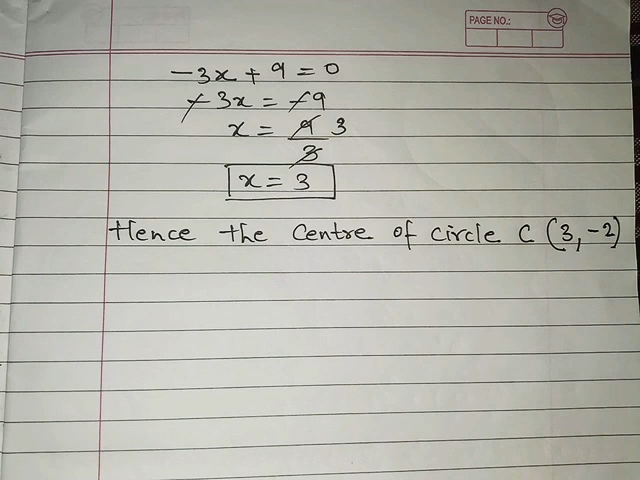 PAGE NO.:
-3x + 9 = 0
-3x = -9
x = 9/3 3
x = 3
Hence the Centre of circle C (3, -2)